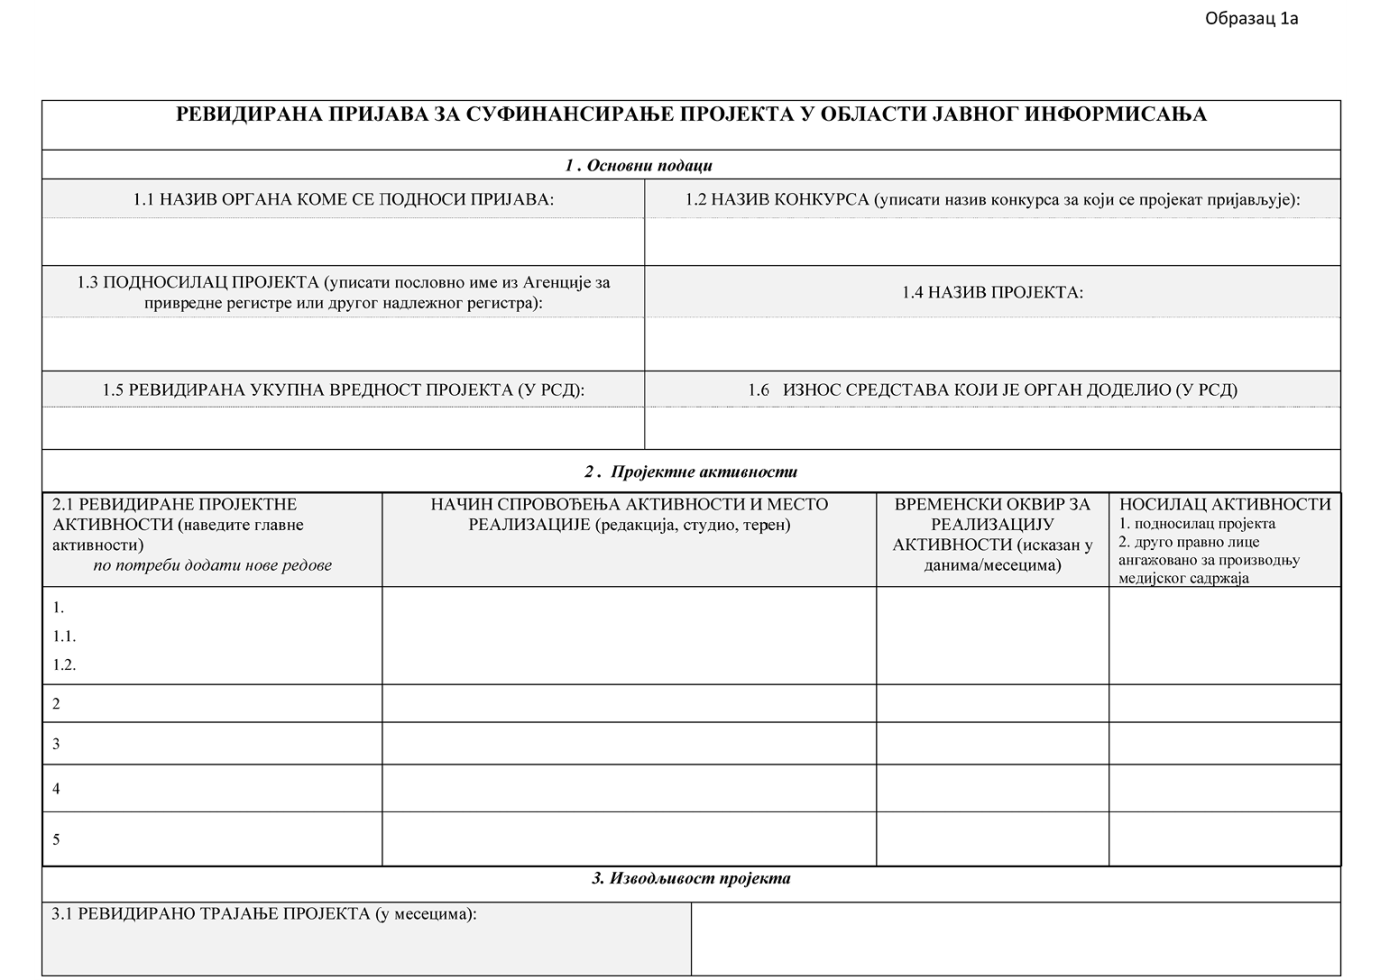 Образац 1а
РЕВИДИРАНА ПРИЈАВА ЗА СУФИНАНСИРАЊЕ ПРОЈЕКТА У ОБЛАСТИ ЈАВНОГ ИНФОРМИСАЊА
1 . Основни подаци
1.1 НАЗИВ ОРГАНА КОМЕ СЕ ПОДНОСИ ПРИЈАВА:
1.2 НАЗИВ КОНКУРСА (уписати назив конкурса за који се пројекат пријављује):
1.3 ПОДНОСИЛАЦ ПРОЈЕКТА (уписати пословно име из Агенције за
привредне регистре или другог надлежног регистра):
1.4 НАЗИВ ПРОЈЕКТА:
1.5 РЕВИДИРАНА УКУПНА ВРЕДНОСТ ПРОЈЕКТА (У РСД):
1.6 ИЗНОС СРЕДСТАВА КОЈИ ЈЕ ОРГАН ДОДЕЛИО (У РСД)
2 . Пројектне активности
2.1 РЕВИДИРАНЕ ПРОЈЕКТНЕ
АКТИВНОСТИ (наведите главне
активности)
по потреби додати нове редове
НАЧИН СПРОВОЂЕЊА АКТИВНОСТИ И МЕСТО
РЕАЛИЗАЦИЈЕ (редакција, студио, терен)
ВРЕМЕНСКИ ОКВИР ЗА
РЕАЛИЗАЦИЈУ
АКТИВНОСТИ (исказан у
данима/месецима)
НОСИЛАЦ АКТИВНОСТИ
1. подносилац пројекта
2. друго правно лице
ангажовано за производњу
медијског садржаја
1.
1.1.
1.2.
2
3
4
5
3. Изводљивост пројекта
3.1 РЕВИДИРАНО ТРАЈАЊЕ ПРОЈЕКТА (у месецима):